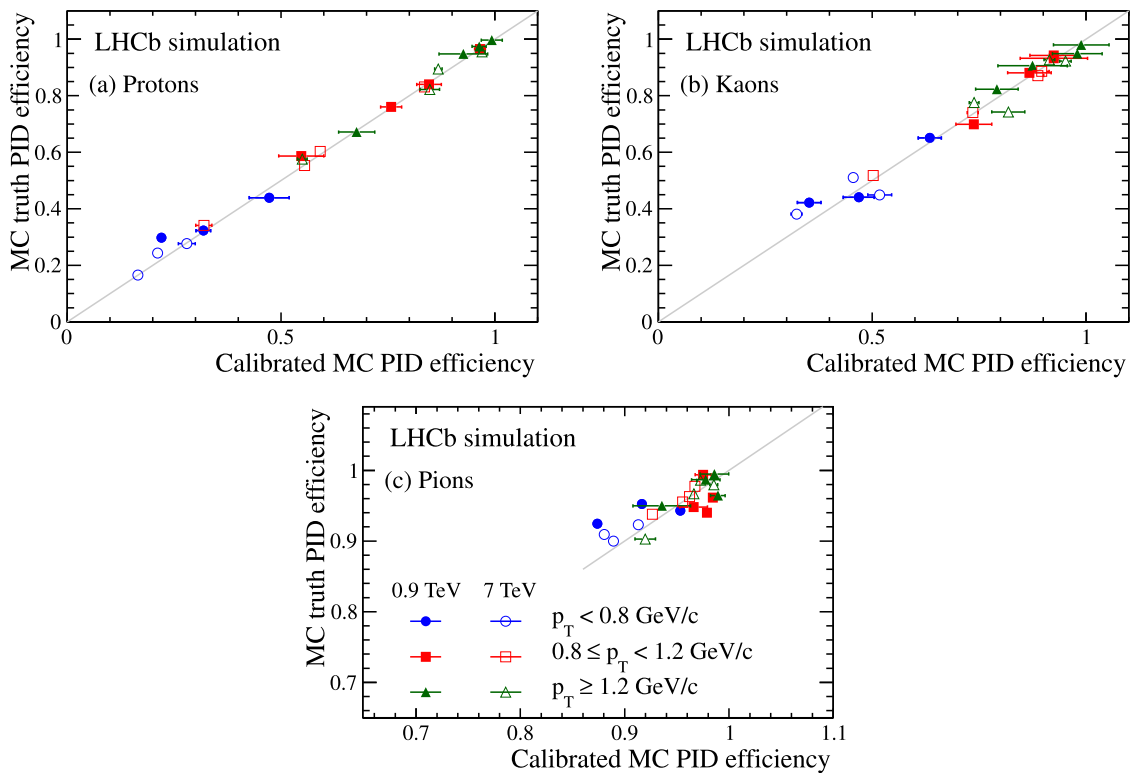 LHCb simulation
(a) Protons
MC truth PID efficiency
1
0.8
0.6
0.4
0.2
0
0 0.5 1
Calibrated MC PID efficiency
LHCb simulation
(b) Kaons
MC truth PID efficiency
1
0.8
0.6
0.4
0.2
0
0 0.5 1
Calibrated MC PID efficiency
LHCb simulation
(c) Pions
MC truth PID efficiency
1
0.9
0.8
0.7
0.9 TeV 7 TeV
p_T < 0.8 GeV/c
0.8 ≤ p_T < 1.2 GeV/c
p_T ≥ 1.2 GeV/c
0.7 0.8 0.9 1 1.1
Calibrated MC PID efficiency